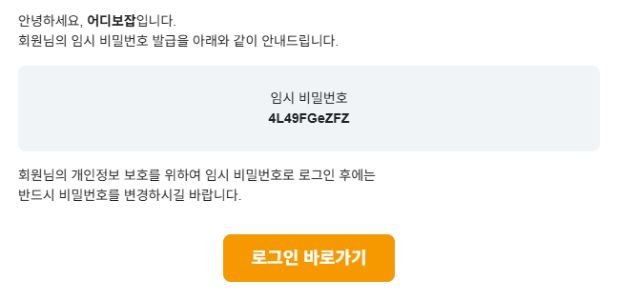 안녕하세요, 어디보잡입니다.
회원님의 임시 비밀번호 발급을 아래와 같이 안내드립니다.
임시 비밀번호
4L49FGeZFZ
회원님의 개인정보 보호를 위하여 임시 비밀번호로 로그인 후에는
반드시 비밀번호를 변경하시길 바랍니다.
로그인 바로가기